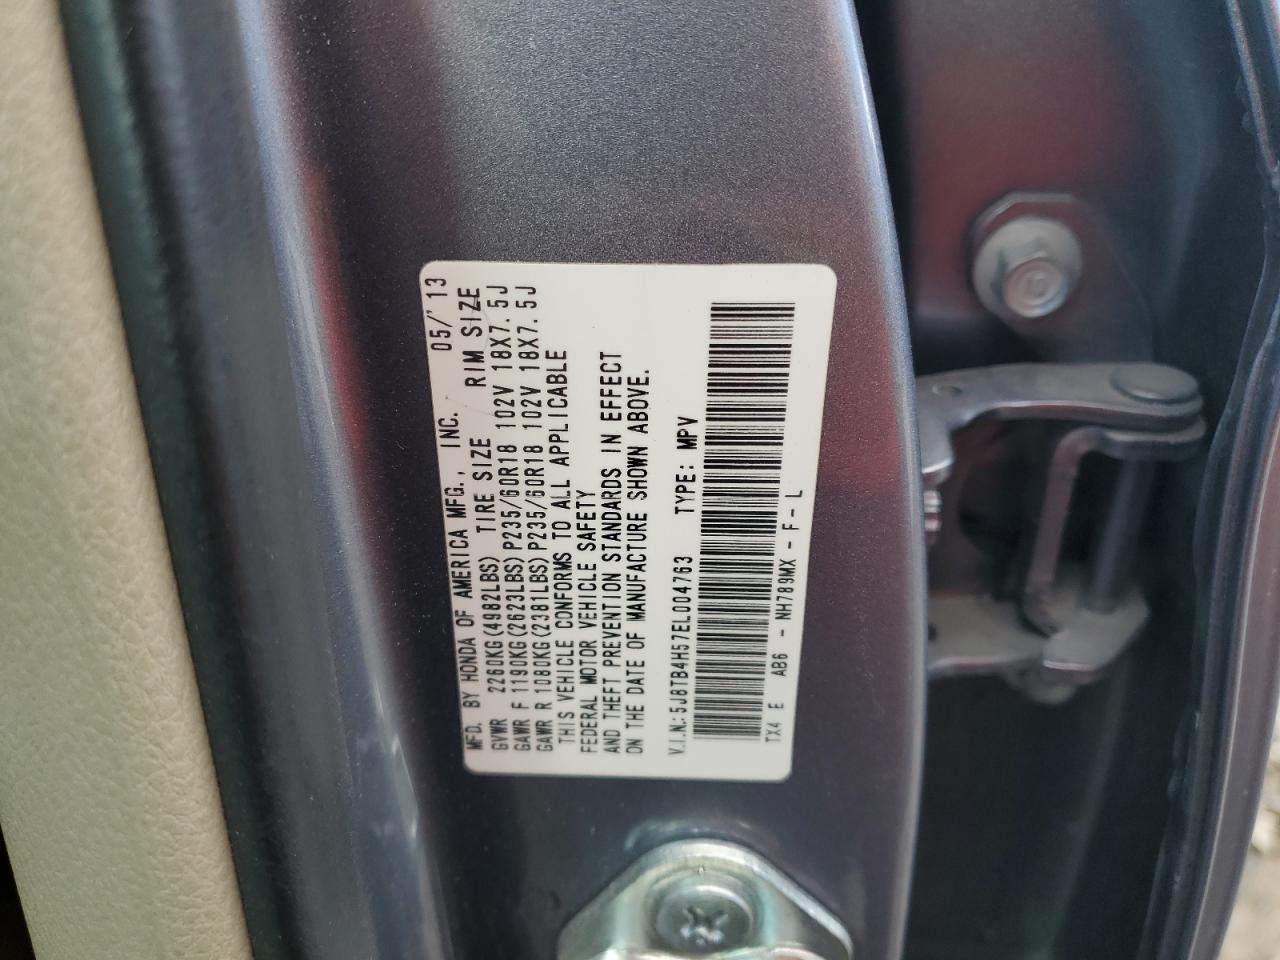 MFD. BY HONDA OF AMERICA MFG., INC. 05/'13
GVWR 2260KG(4982LBS) TIRE SIZE RIM SIZE
GAWR F 1190KG(2623LBS)P235/60R18 102V 18X7.5J
GAWR R 1080KG(2381LBS)P235/60R18 102V 18X7.5J
THIS VEHICLE CONFORMS TO ALL APPLICABLE
FEDERAL MOTOR VEHICLE SAFETY
AND THEFT PREVENTION STANDARDS IN EFFECT
ON THE DATE OF MANUFACTURE SHOWN ABOVE.
V.I.N.:5J8TB4H57EL004763 TYPE: MPV
TX4 E AB6 - NH789MX - F - L
10